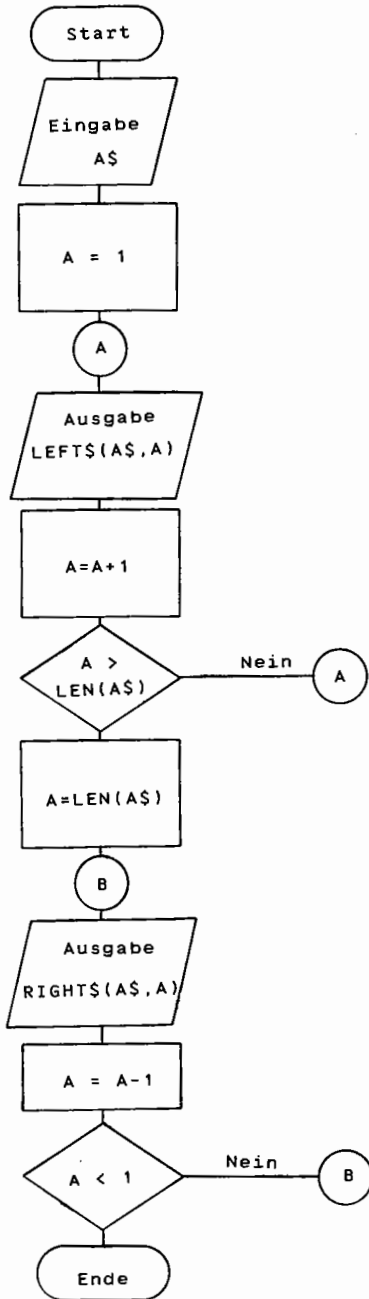 Start
Eingabe
A$
A = 1
A
Ausgabe
LEFT$(A$,A)
A=A+1
A >
LEN(A$)
Nein
A
A=LEN(A$)
B
Ausgabe
RIGHT$(A$,A)
A = A-1
A < 1
Nein
B
Ende